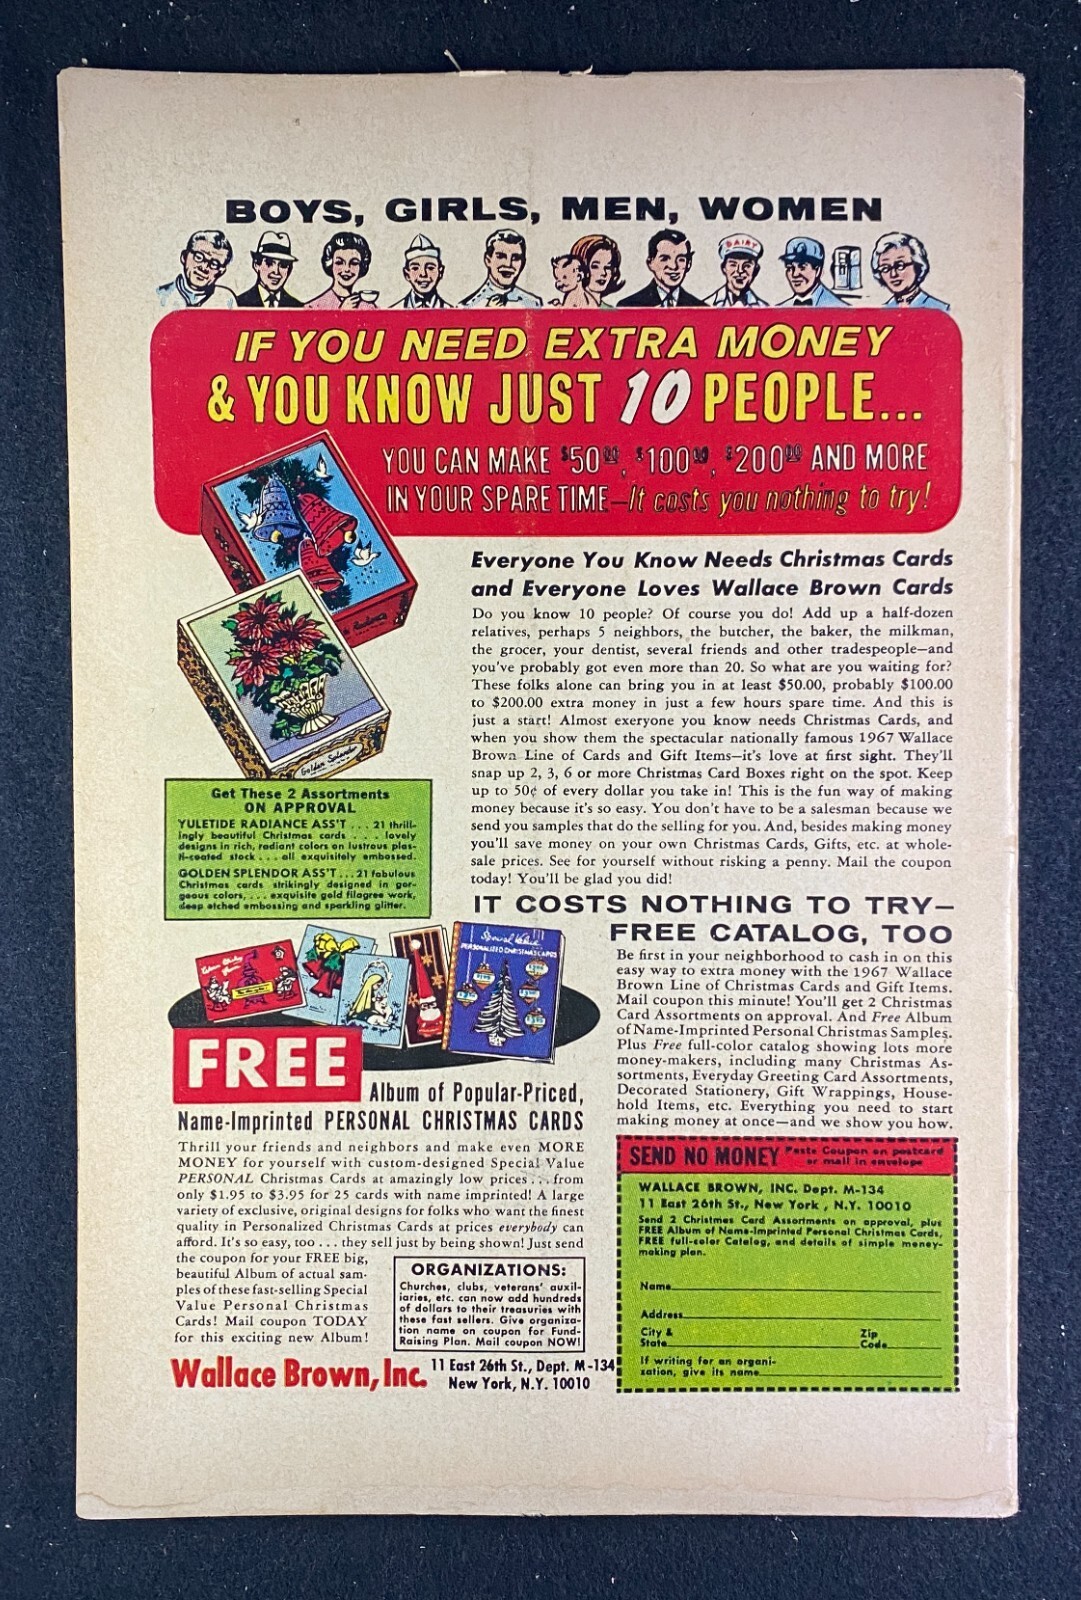 BOYS, GIRLS, MEN, WOMEN
DAIRY
IF YOU NEED EXTRA MONEY
& YOU KNOW JUST 10 PEOPLE...
YOU CAN MAKE $50.00, $100.00, $200.00 AND MORE
IN YOUR SPARE TIME—It costs you nothing to try!
Radiance
Golden Splendor
Everyone You Know Needs Christmas Cards
and Everyone Loves Wallace Brown Cards
Do you know 10 people? Of course you do! Add up a half-dozen
relatives, perhaps 5 neighbors, the butcher, the baker, the milkman,
the grocer, your dentist, several friends and other tradespeople—and
you've probably got even more than 20. So what are you waiting for?
These folks alone can bring you in at least $50.00, probably $100.00
to $200.00 extra money in just a few hours spare time. And this is
just a start! Almost exeryone you know needs Christmas Cards, and
when you show them the spectacular nationally famous 1967 Wallace
Brown Line of Cards and Gift Items—it's love at first sight. They'll
snap up 2, 3, 6 or more Christmas Card Boxes right on the spot. Keep
up to 50¢ of every dollar you take in! This is the fun way of making
money because it's so easy. You don't have to be a salesman because we
send you samples that do the selling for you. And, besides making money
you'll save money on your own Christmas Cards, Gifts, etc. at whole-
sale prices. See for yourself without risking a penny. Mail the coupon
today! You'll be glad you did!
Get These 2 Assortments
ON APPROVAL
YULETIDE RADIANCE ASS'T . . . 21 thrill-
ingly beautiful Christmas cards . . . lovely
designs in rich, radiant colors on lustrous plas-
ti-coated stock . . . all exquisitely embossed.
GOLDEN SPLENDOR ASS'T . . . 21 fabulous
Christmas cards strikingly designed in gor-
geous colors, . . . exquisite gold filagree work,
deep etched embossing and sparkling glitter.
IT COSTS NOTHING TO TRY—
FREE CATALOG, TOO
Be first in your neighborhood to cash in on this
easy way to extra money with the 1967 Wallace
Brown Line of Christmas Cards and Gift Items.
Mail coupon this minute! You'll get 2 Christmas
Card Assortments on approval. And Free Album
of Name-Imprinted Personal Christmas Samples.
Plus Free full-color catalog showing lots more
money-makers, including many Christmas As-
sortments, Everyday Greeting Card Assortments,
Decorated Stationery, Gift Wrappings, House-
hold Items, etc. Everything you need to start
making money at once—and we show you how.
Special Value
PERSONALIZED CHRISTMAS CARDS
FREE
Album of Popular-Priced,
Name-Imprinted PERSONAL CHRISTMAS CARDS
Thrill your friends and neighbors and make even MORE
MONEY for yourself with custom-designed Special Value
PERSONAL Christmas Cards at amazingly low prices . . . from
only $1.95 to $3.95 for 25 cards with name imprinted! A large
variety of exclusive, original designs for folks who want the finest
quality in Personalized Christmas Cards at prices everybody can
afford. It's so easy, too . . . they sell just by being shown! Just send
the coupon for your FREE big,
beautiful Album of actual sam-
ples of these fast-selling Special
Value Personal Christmas
Cards! Mail coupon TODAY
for this exciting new Album!
ORGANIZATIONS:
Churches, clubs, veterans' auxil-
iaries, etc. can now add hundreds
of dollars to their treasuries with
these fast sellers. Give organiza-
tion name on coupon for Fund-
Raising Plan. Mail coupon NOW!
Wallace Brown, Inc. 11 East 26th St., Dept. M-134
New York, N.Y. 10010
SEND NO MONEY Paste Coupon on postcard
or mail in envelope
WALLACE BROWN, INC. Dept. M-134
11 East 26th St., New York , N.Y. 10010
Send 2 Christmas Card Assortments on approval, plus
FREE Album of Name-Imprinted Personal Christmas Cards,
FREE full-color Catalog, and details of simple money-
making plan.
Name
Address
City &
State
Zip
Code
If writing for an organi-
zation, give its name